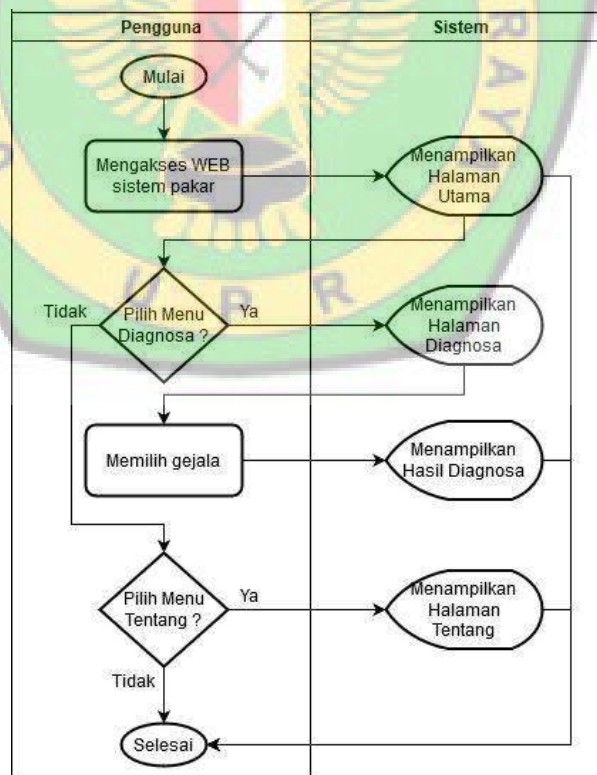 Pengguna
Sistem
Mulai
Mengakses WEB
sistem pakar
Menampilkan
Halaman
Utama
Pilih Menu
Diagnosa ?
Tidak
Ya
Menampilkan
Halaman
Diagnosa
Memilih gejala
Menampilkan
Hasil Diagnosa
Pilih Menu
Tentang ?
Ya
Menampilkan
Halaman
Tentang
Tidak
Selesai
RAYA
U P R